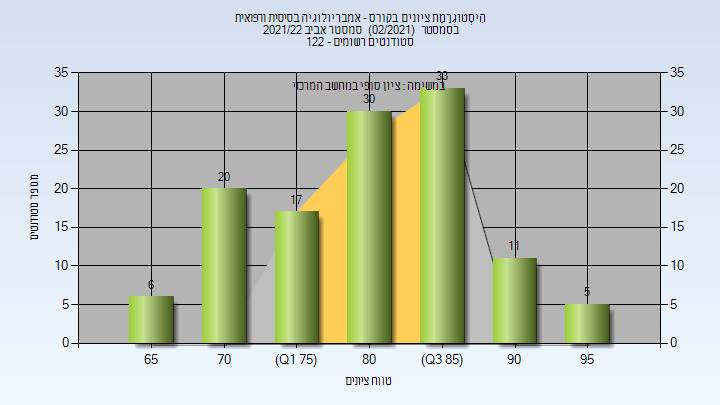 היסטוגרמת ציונים בקורס - אמבריולוגיה בסיסית ורפואית
בסמסטר (02/2021) סמסטר אביב 2021/22
סטודנטים רשומים - 122
במשימה : ציון סופי במחשב המרכזי
35 35
30 30
25 25
20 20
15 15
10 10
5 5
0 0
6 20 17 30 33 11 5
מספר סטודנטים
65 70 (Q1 75) 80 (Q3 85) 90 95
טווח ציונים